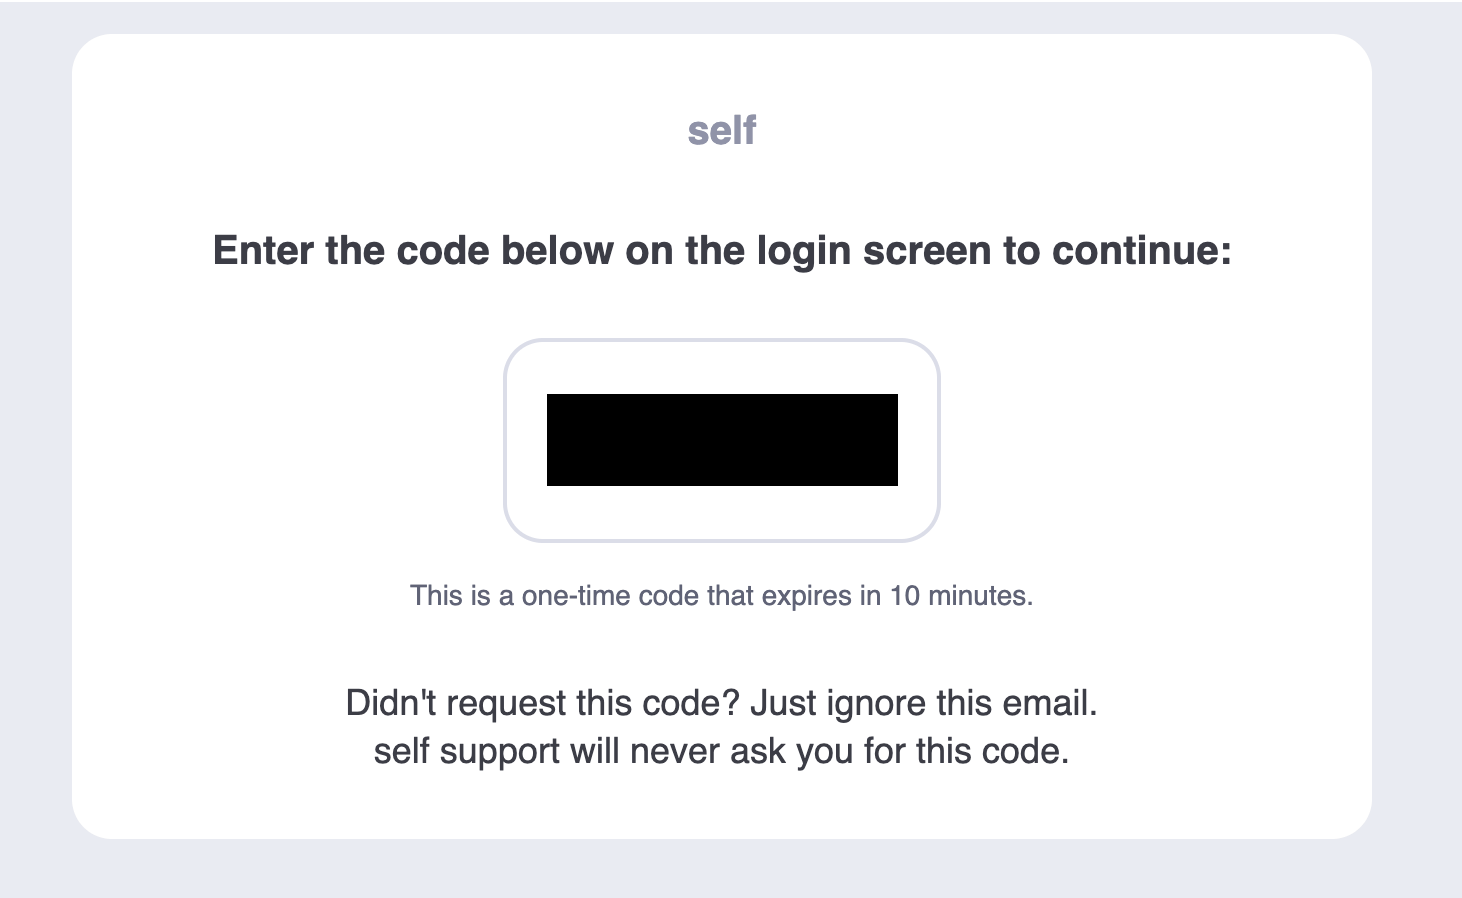 self
Enter the code below on the login screen to continue:
This is a one-time code that expires in 10 minutes.
Didn't request this code? Just ignore this email.
self support will never ask you for this code.